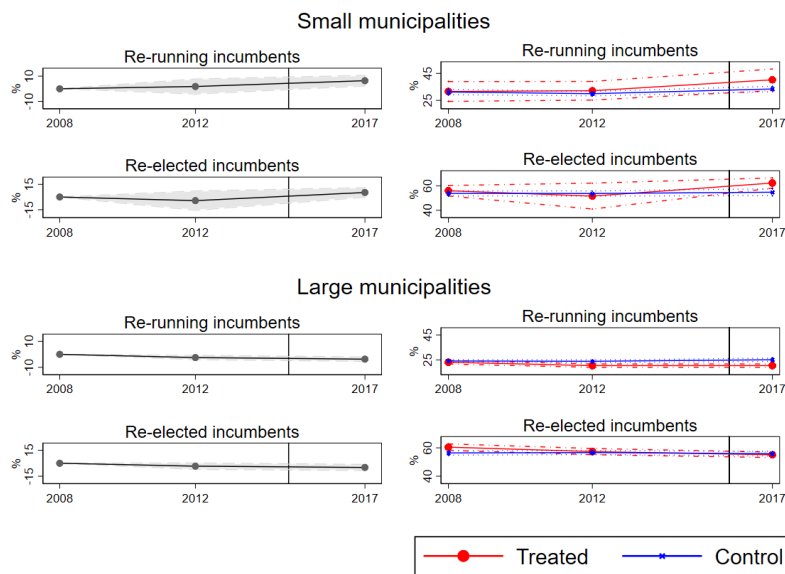 Small municipalities
Re-running incumbents
%
-10 10
2008 2012 2017
Re-running incumbents
%
25 45
2008 2012 2017
Re-elected incumbents
%
-15 15
2008 2012 2017
Re-elected incumbents
%
40 60
2008 2012 2017
Large municipalities
Re-running incumbents
%
-10 10
2008 2012 2017
Re-running incumbents
%
25 45
2008 2012 2017
Re-elected incumbents
%
-15 15
2008 2012 2017
Re-elected incumbents
%
40 60
2008 2012 2017
Treated Control